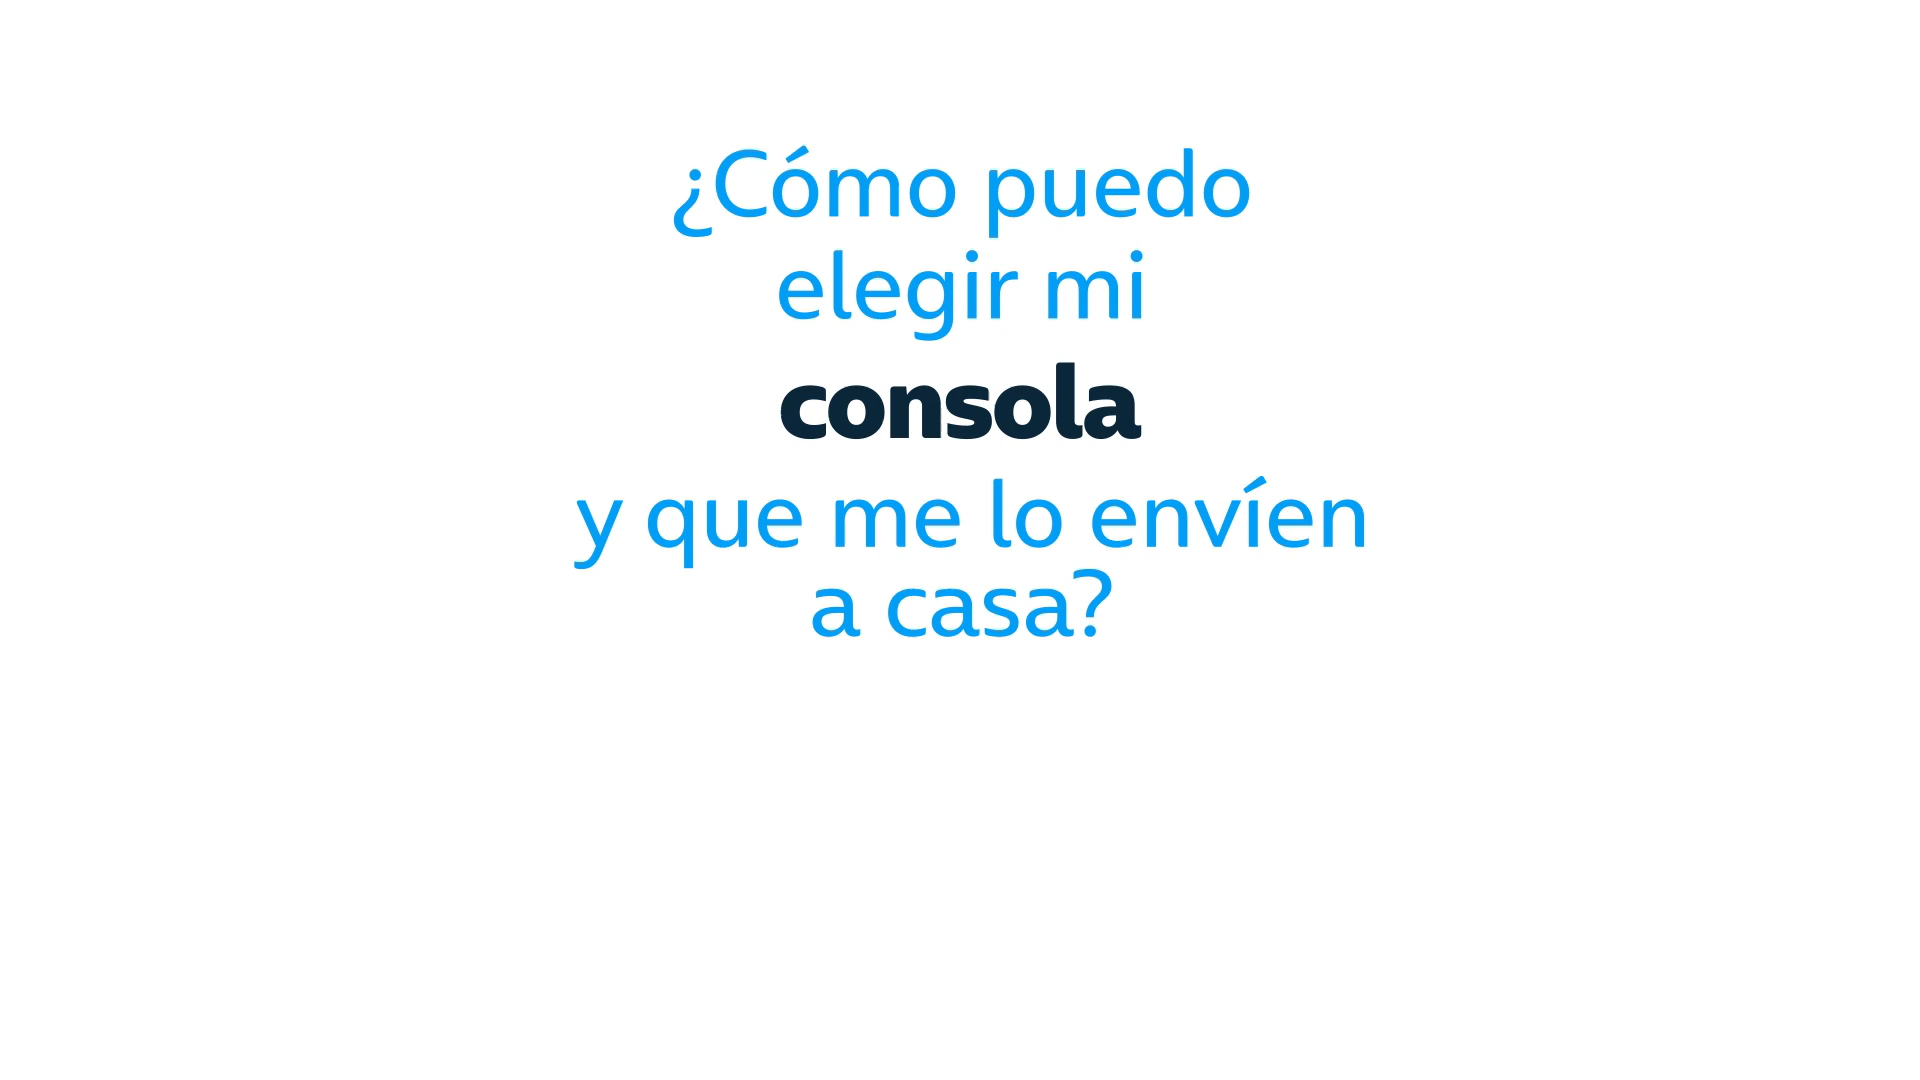 ¿Cómo puedo
elegir mi
consola
y que me lo envíen
a casa?